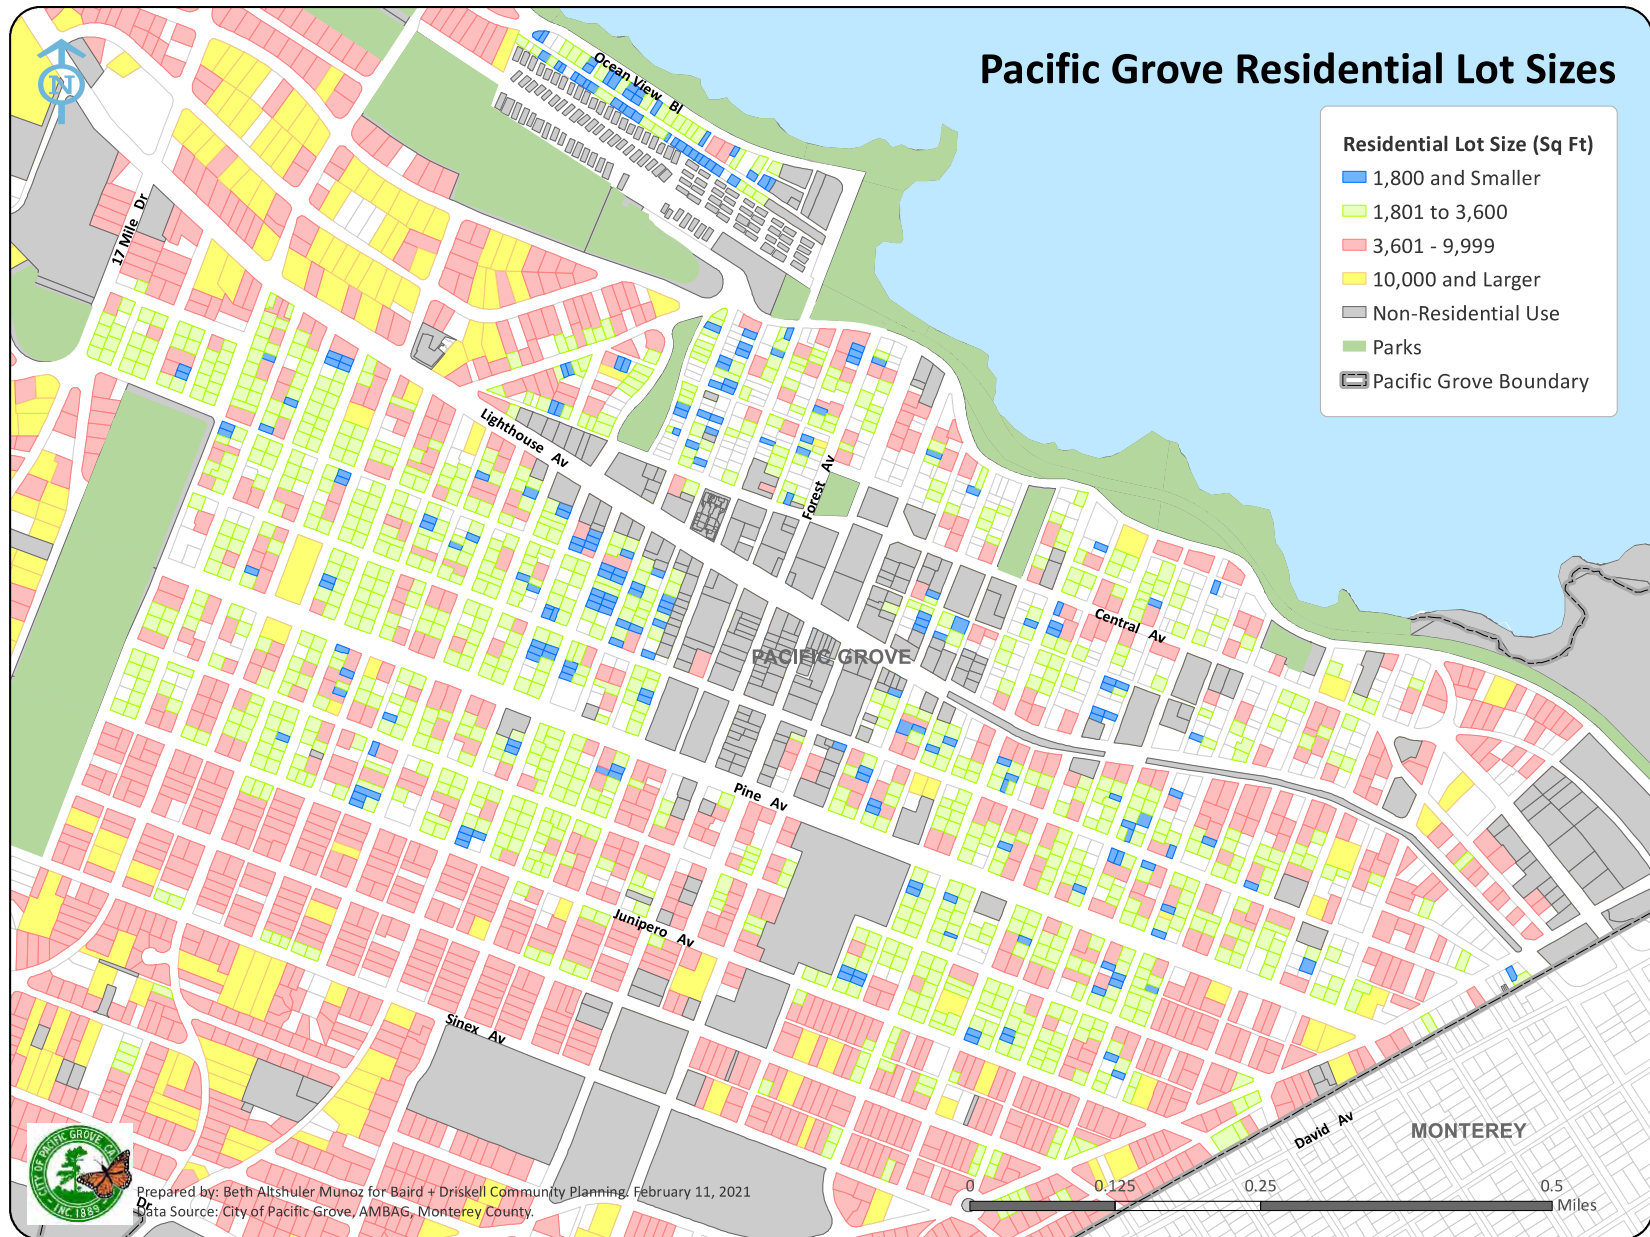 Pacific Grove Residential Lot Sizes
Residential Lot Size (Sq Ft)
1,800 and Smaller
1,801 to 3,600
3,601 - 9,999
10,000 and Larger
Non-Residential Use
Parks
Pacific Grove Boundary
N
Ocean View Bl
17 Mile Dr
Lighthouse Av
Forest Av
Central Av
PACIFIC GROVE
Pine Av
Junipero Av
Sinex Av
David Av
MONTEREY
Dr
CITY OF PACIFIC GROVE, CA.
INC. 1889
Prepared by: Beth Altshuler Munoz for Baird + Driskell Community Planning. February 11, 2021
Data Source: City of Pacific Grove, AMBAG, Monterey County.
0 0.125 0.25 0.5
Miles